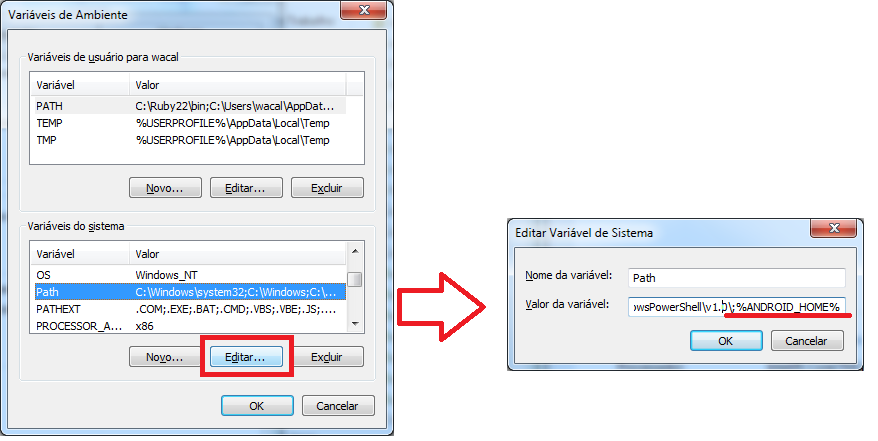 Variáveis de Ambiente
Variáveis de usuário para wacal
Variável Valor
PATH C:\Ruby22\bin;C:\Users\wacal\AppDat...
TEMP %USERPROFILE%\AppData\Local\Temp
TMP %USERPROFILE%\AppData\Local\Temp
Novo... Editar... Excluir
Variáveis do sistema
Variável Valor
OS Windows_NT
Path C:\Windows\system32;C:\Windows;C:\...
PATHEXT .COM;.EXE;.BAT;.CMD;.VBS;.VBE;.JS;....
PROCESSOR_A... x86
Novo... Editar... Excluir
OK Cancelar
Editar Variável de Sistema
Nome da variável: Path
Valor da variável: owsPowerShell\v1.0\;%ANDROID_HOME%
OK Cancelar